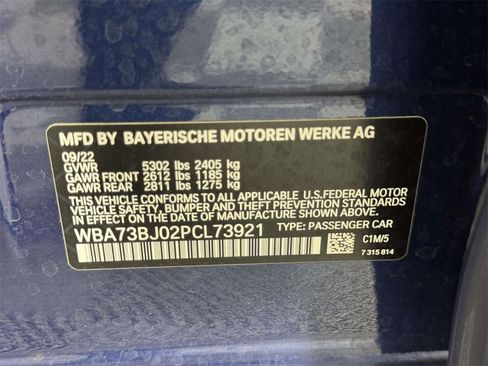 MFD BY BAYERISCHE MOTOREN WERKE AG
09/22
GVWR 5302 lbs 2405 kg
GAWR FRONT 2612 lbs 1185 kg
GAWR REAR 2811 lbs 1275 kg
THIS VEHICLE CONFORMS TO ALL APPLICABLE U.S.FEDERAL MOTOR
VEHICLE SAFETY, BUMPER, AND THEFT PREVENTION STANDARDS
IN EFFECT ON THE DATE OF MANUFACTURE SHOWN ABOVE.
WBA73BJ02PCL73921 TYPE: PASSENGER CAR
C1M/5
7 315 814